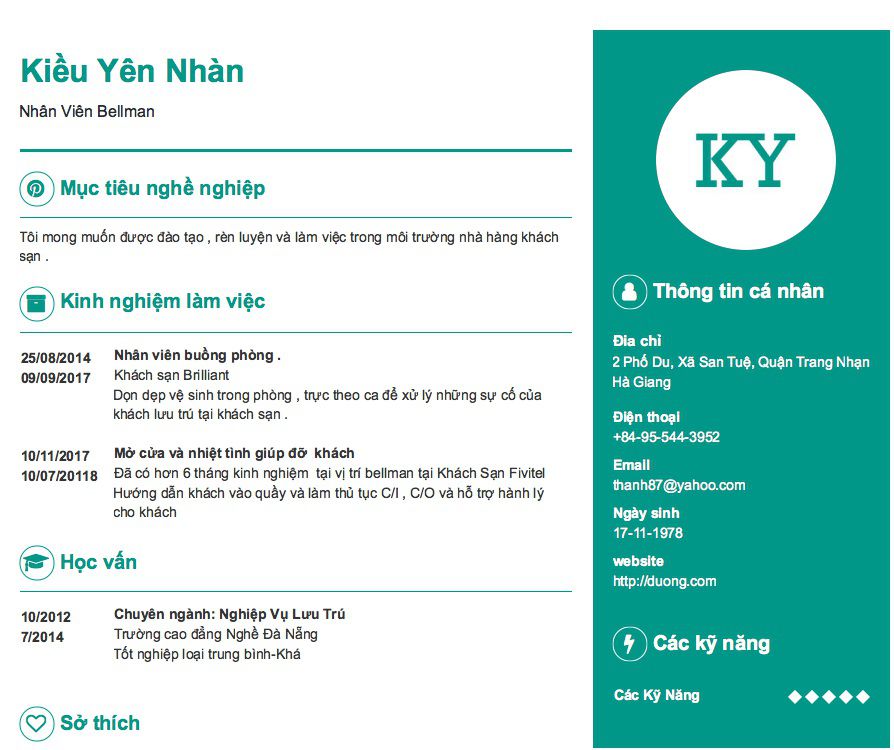 Kiều Yên Nhàn
Nhân Viên Bellman
Mục tiêu nghề nghiệp
Tôi mong muốn được đào tạo , rèn luyện và làm việc trong môi trường nhà hàng khách
sạn .
Kinh nghiệm làm việc
25/08/2014
09/09/2017
Nhân viên buồng phòng .
Khách sạn Brilliant
Dọn dẹp vệ sinh trong phòng , trực theo ca để xử lý những sự cố của
khách lưu trú tại khách sạn .
10/11/2017
10/07/20118
Mở cửa và nhiệt tình giúp đỡ khách
Đã có hơn 6 tháng kinh nghiệm tại vị trí bellman tại Khách Sạn Fivitel
Hướng dẫn khách vào quầy và làm thủ tục C/I , C/O và hỗ trợ hành lý
cho khách
Học vấn
10/2012
7/2014
Chuyên ngành: Nghiệp Vụ Lưu Trú
Trường cao đẳng Nghề Đà Nẵng
Tốt nghiệp loại trung bình-Khá
Sở thích
KY
Thông tin cá nhân
Địa chỉ
2 Phố Du, Xã San Tuệ, Quận Trang Nhạn
Hà Giang
Điện thoại
+84-95-544-3952
Email
thanh87@yahoo.com
Ngày sinh
17-11-1978
website
http://duong.com
Các kỹ năng
Các Kỹ Năng